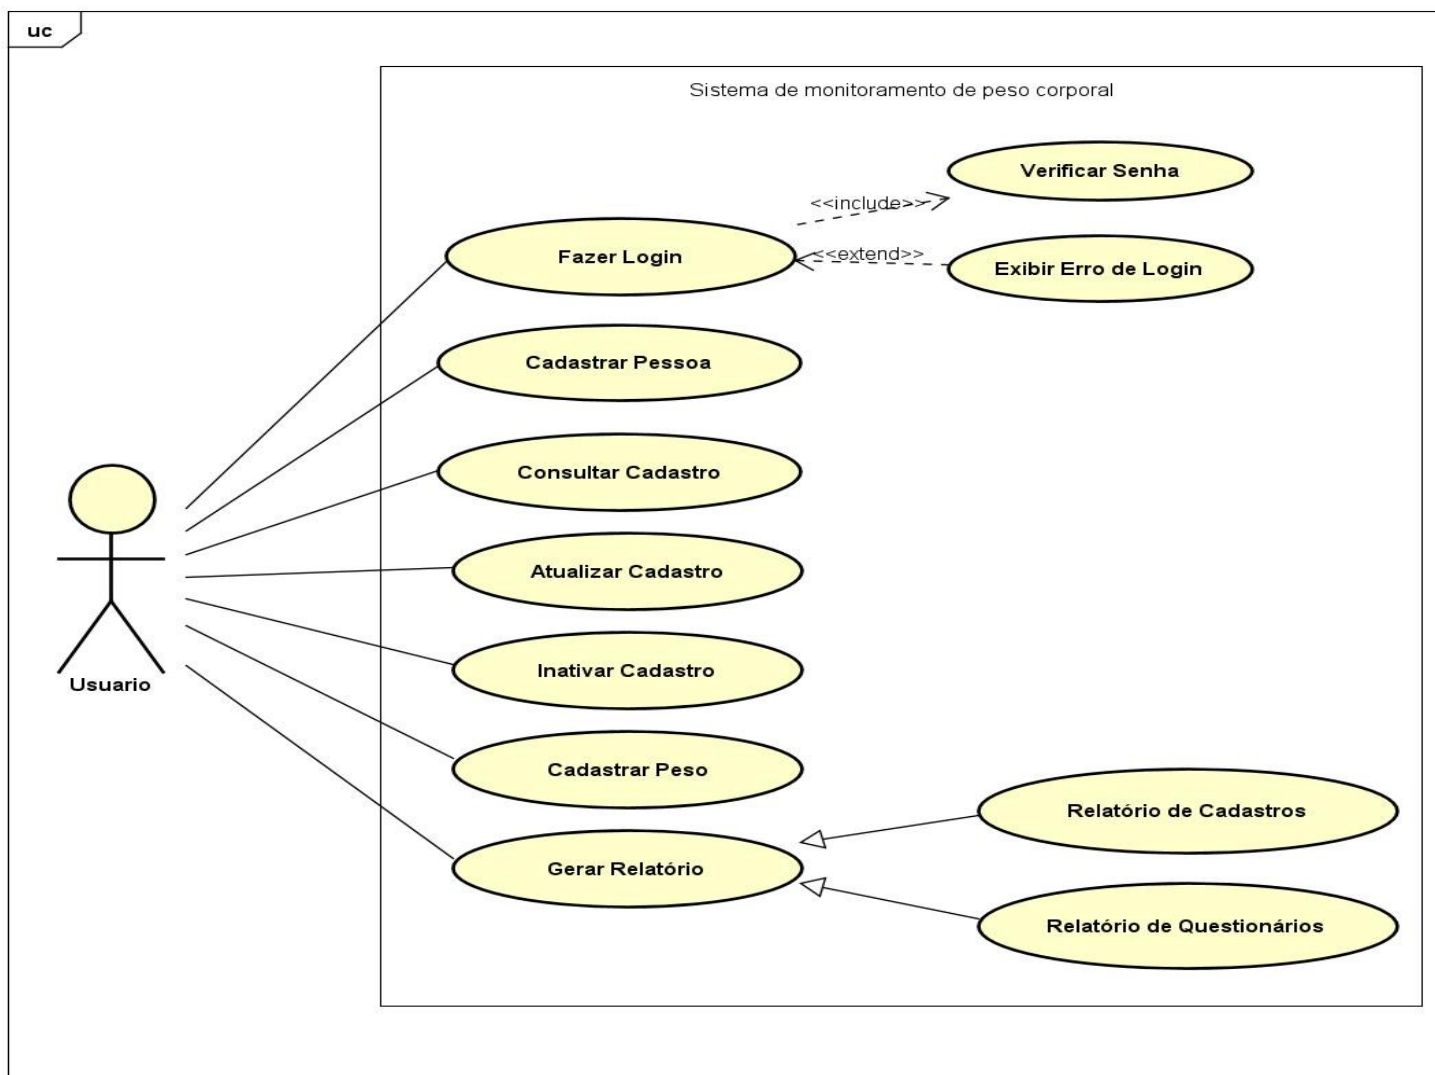 uc
Sistema de monitoramento de peso corporal
Verificar Senha
<<include>>
Fazer Login
<<extend>>
Exibir Erro de Login
Cadastrar Pessoa
Consultar Cadastro
Atualizar Cadastro
Inativar Cadastro
Usuario
Cadastrar Peso
Relatório de Cadastros
Gerar Relatório
Relatório de Questionários